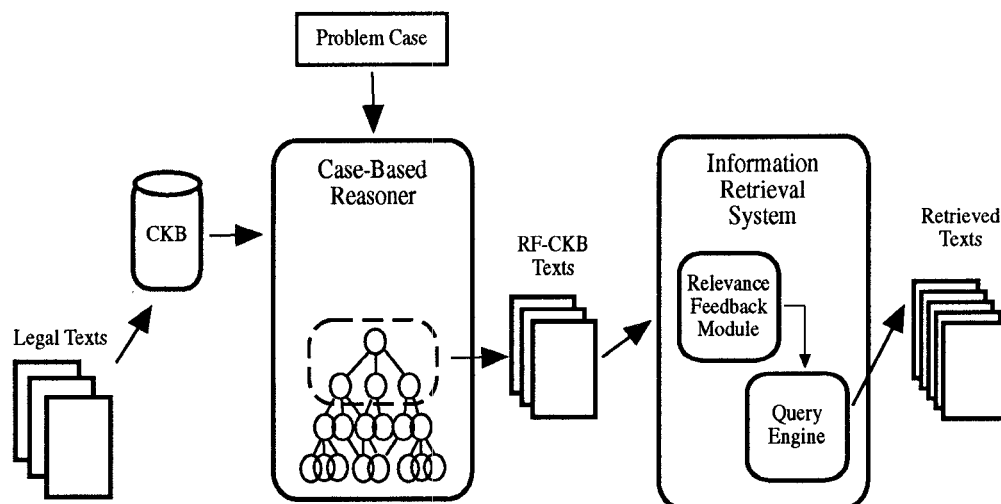 Problem Case
Case-Based
Reasoner
CKB
Legal Texts
RF-CKB
Texts
Information
Retrieval
System
Relevance
Feedback
Module
Query
Engine
Retrieved
Texts